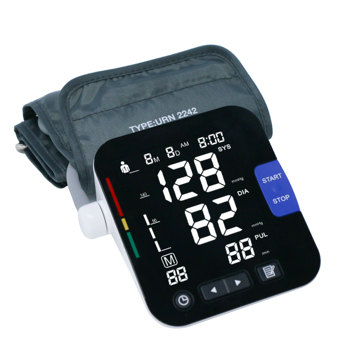 TYPE:URN 2242
8M 8D AM 8:00
SYS
128
mmHg
DIA
82
mmHg
PUL
88
min
M
88
START
STOP